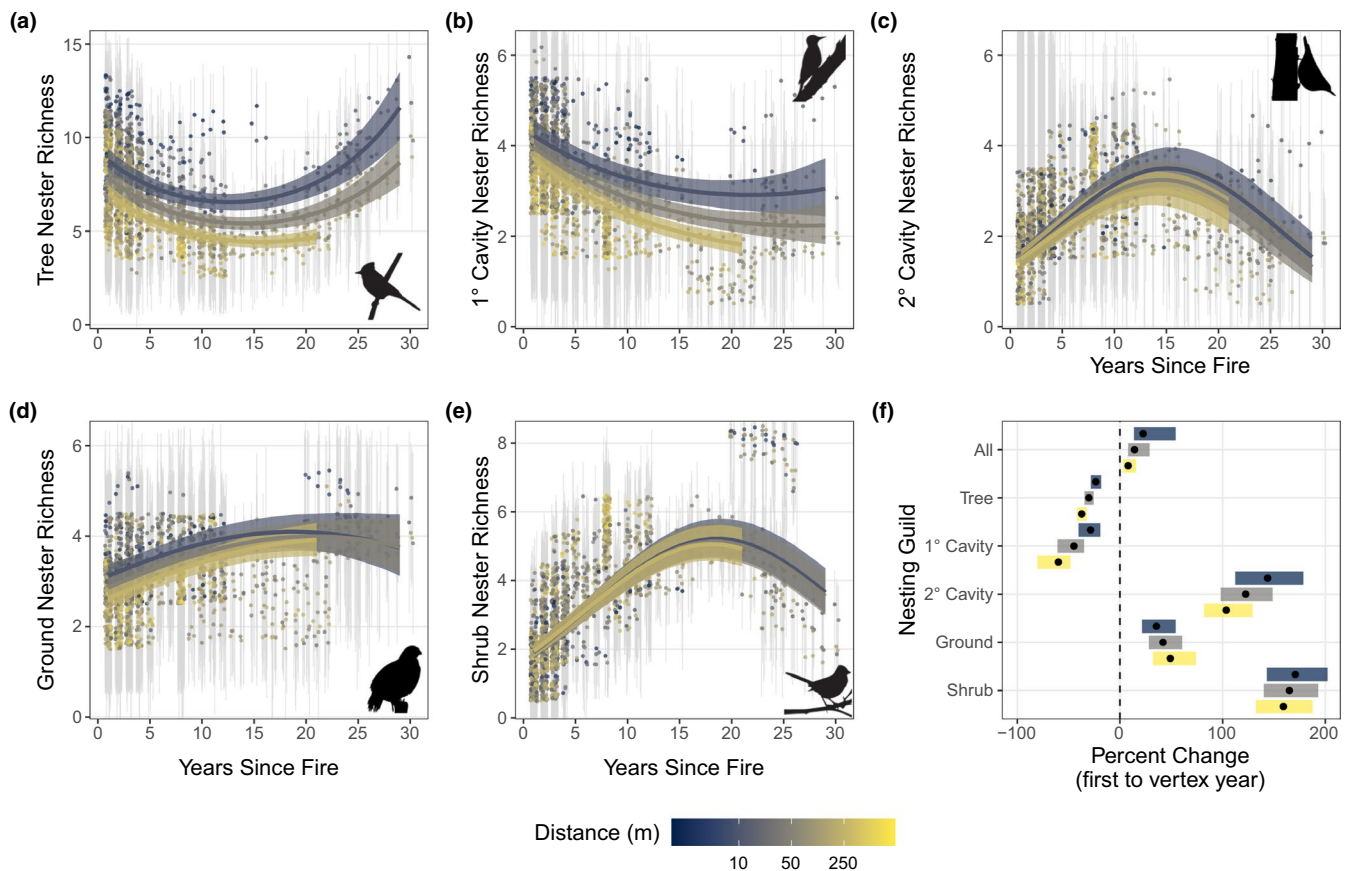 (a)
Tree Nester Richness
15
10
5
0
0 5 10 15 20 25 30
(b)
1° Cavity Nester Richness
6
4
2
0
0 5 10 15 20 25 30
(c)
2° Cavity Nester Richness
6
4
2
0
0 5 10 15 20 25 30
Years Since Fire
(d)
Ground Nester Richness
6
4
2
0
0 5 10 15 20 25 30
Years Since Fire
(e)
Shrub Nester Richness
8
6
4
2
0
0 5 10 15 20 25 30
Years Since Fire
(f)
Nesting Guild
All
Tree
1° Cavity
2° Cavity
Ground
Shrub
−100 0 100 200
Percent Change
(first to vertex year)
Distance (m)
10 50 250